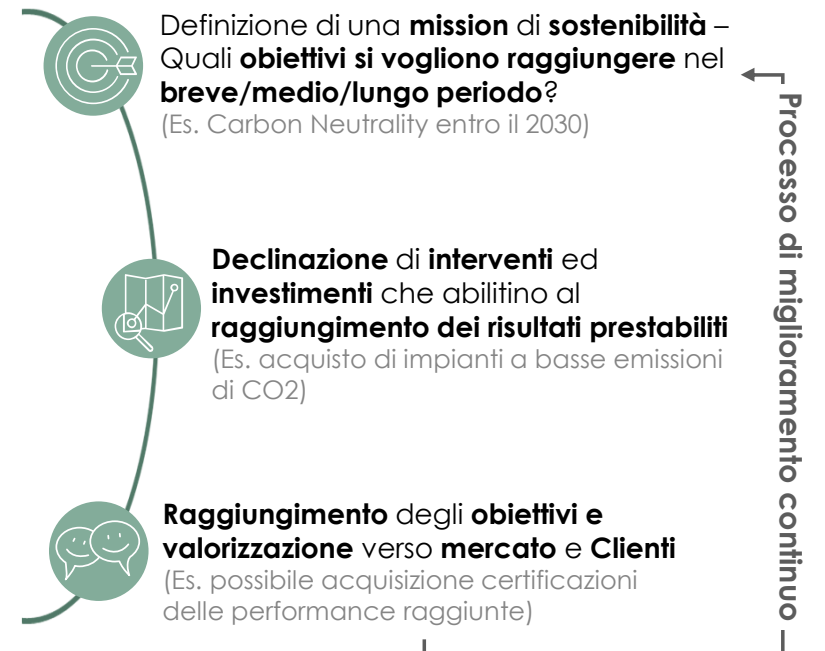 Definizione di una mission di sostenibilità –
Quali obiettivi si vogliono raggiungere nel
breve/medio/lungo periodo?
(Es. Carbon Neutrality entro il 2030)
Declinazione di interventi ed
investimenti che abilitino al
raggiungimento dei risultati prestabiliti
(Es. acquisto di impianti a basse emissioni
di CO2)
Raggiungimento degli obiettivi e
valorizzazione verso mercato e Clienti
(Es. possibile acquisizione certificazioni
delle performance raggiunte)
Processo di miglioramento continuo